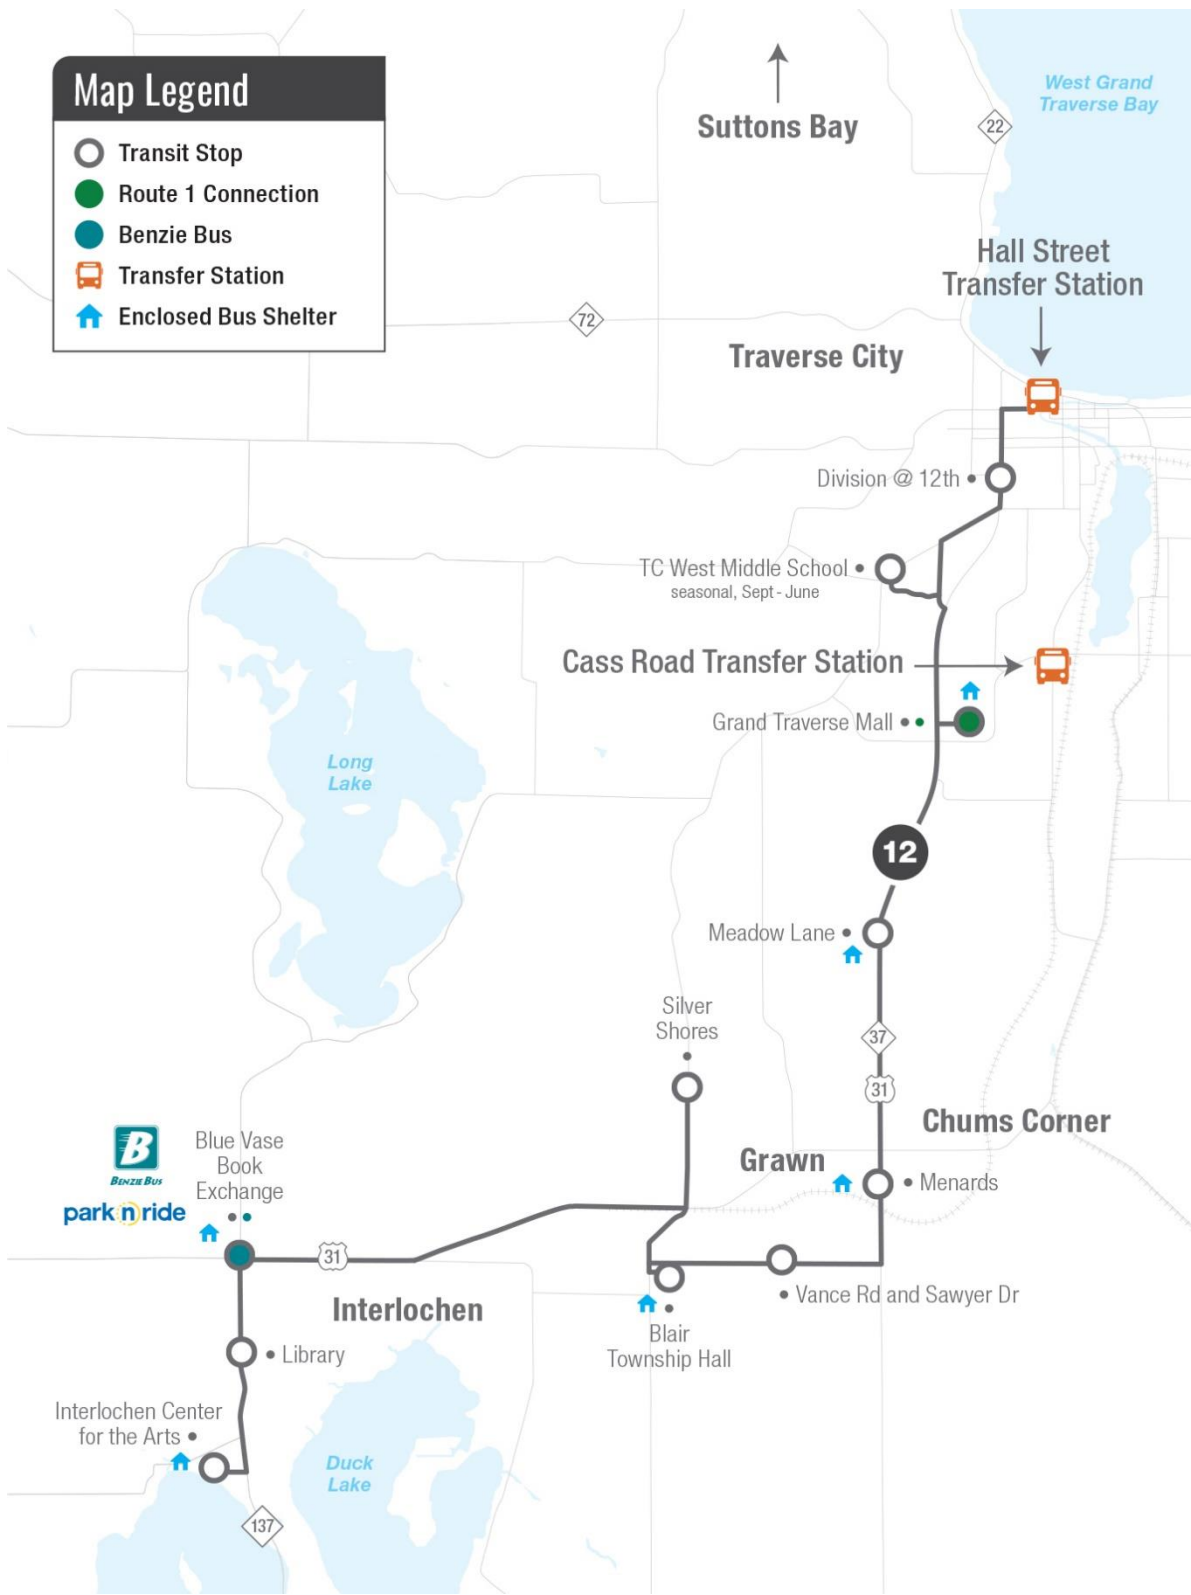 Map Legend
Transit Stop
Route 1 Connection
Benzie Bus
Transfer Station
Enclosed Bus Shelter
Suttons Bay
22
West Grand
Traverse Bay
Hall Street
Transfer Station
72
Traverse City
Division @ 12th
TC West Middle School
seasonal, Sept - June
Cass Road Transfer Station
Grand Traverse Mall
Long
Lake
12
Meadow Lane
Silver
Shores
37
31
Chums Corner
Grawn
Menards
B
BENZIE BUS
park n ride
Blue Vase
Book
Exchange
31
Vance Rd and Sawyer Dr
Interlochen
Blair
Township Hall
Library
Interlochen Center
for the Arts
Duck
Lake
137